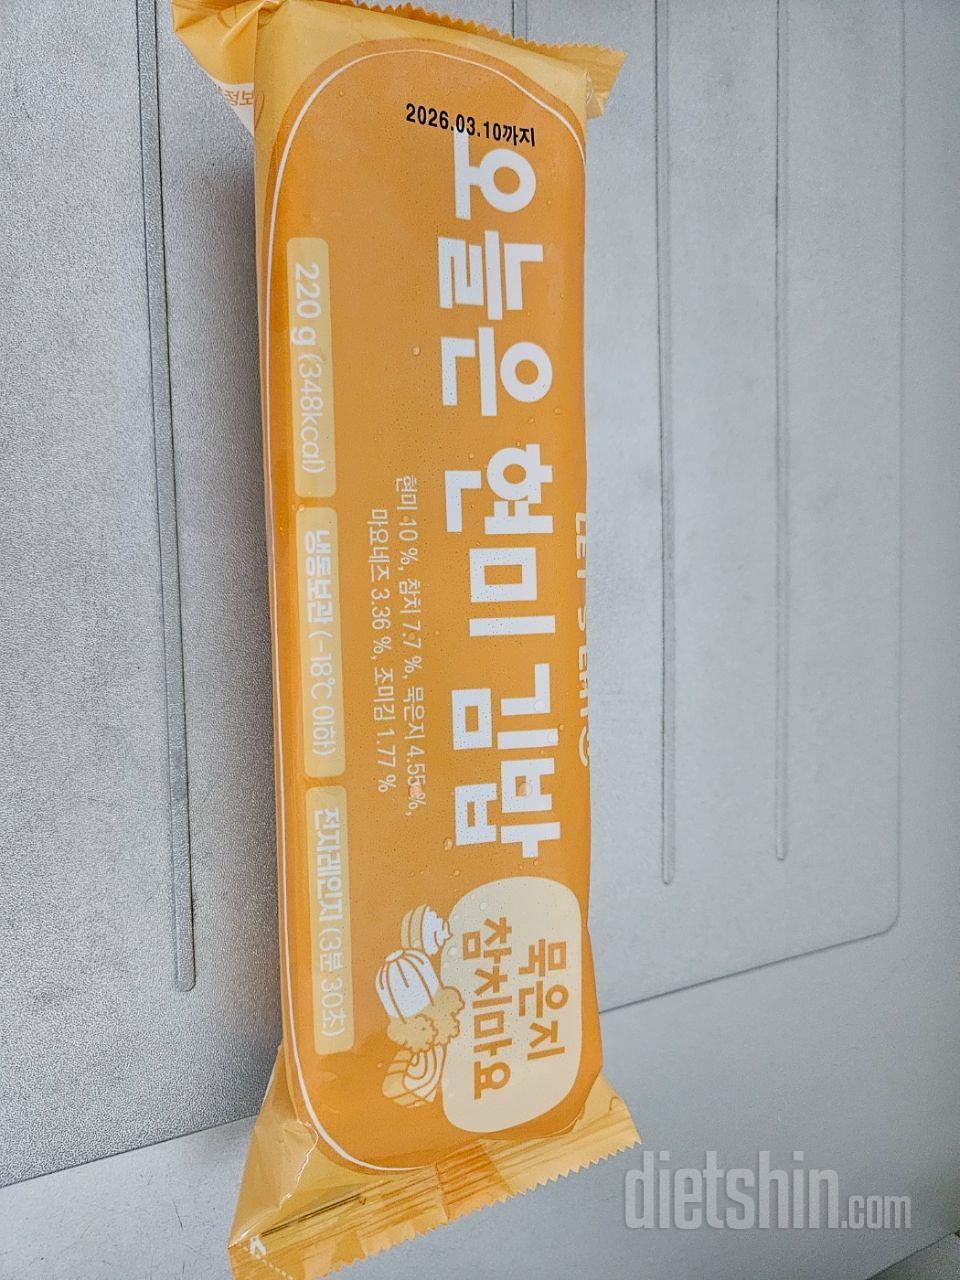 2026.03.10까지
오늘은 현미김밥
묵은지
참치마요
현미 10 %, 참치 7.7 %, 묵은지 4.55 %,
마요네즈 3.36 %, 조미김 1.77 %
220 g (348kcal)
냉동보관 (-18℃ 이하)
전자레인지 (3분 30초)
정보
dietshin.com